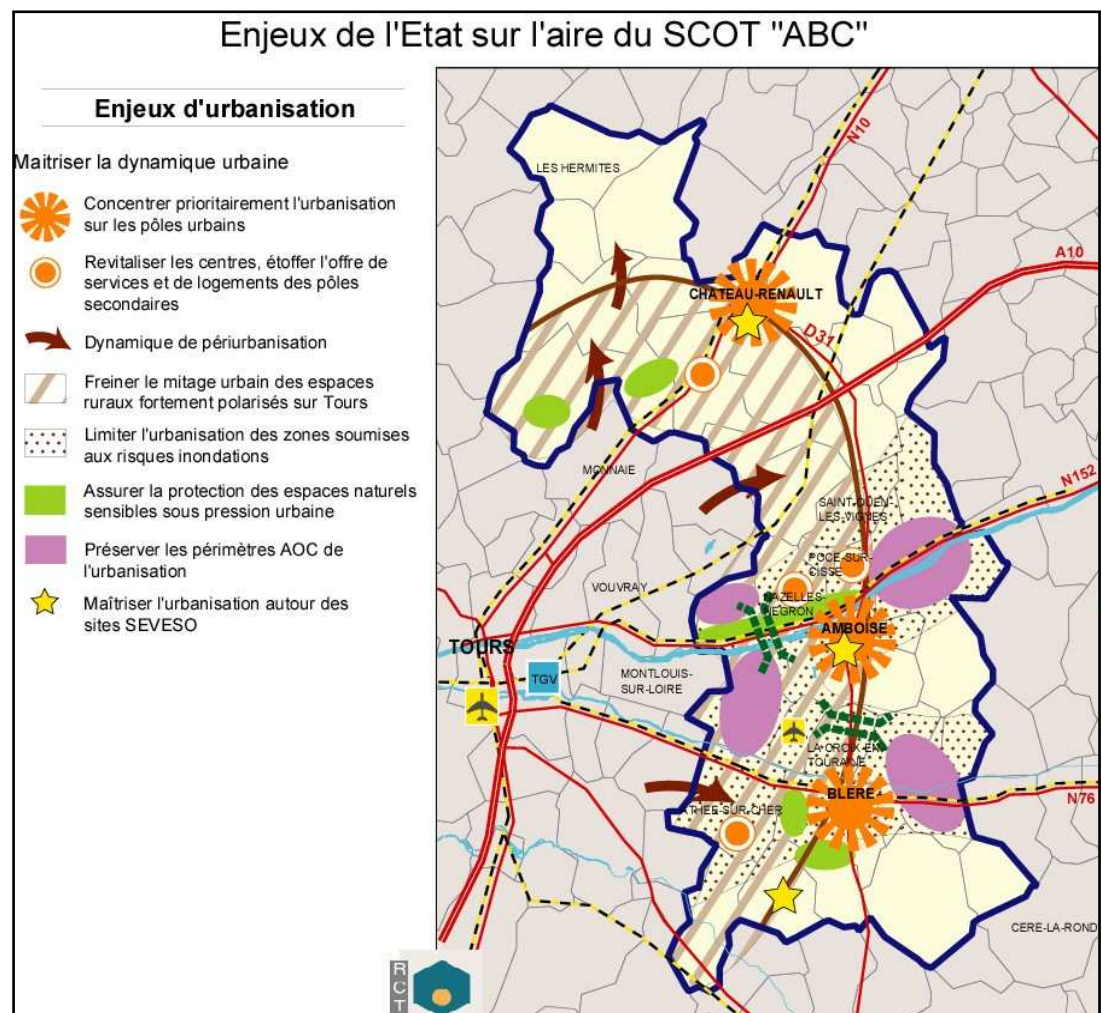 Enjeux de l'Etat sur l'aire du SCOT "ABC"
Enjeux d'urbanisation
Maitriser la dynamique urbaine
Concentrer prioritairement l'urbanisation
sur les pôles urbains
Revitaliser les centres, étoffer l'offre de
services et de logements des pôles
secondaires
Dynamique de périurbanisation
Freiner le mitage urbain des espaces
ruraux fortement polarisés sur Tours
Limiter l'urbanisation des zones soumises
aux risques inondations
Assurer la protection des espaces naturels
sensibles sous pression urbaine
Préserver les périmètres AOC de
l'urbanisation
Maîtriser l'urbanisation autour des
sites SEVESO
N10
LES HERMITES
A10
CHATEAU-RENAULT
D31
MONNAIE
N152
SAINT-OUEN-
LES-VIGNES
POCE-SUR-
CISSE
VOUVRAY
NAZELLES-
NEGRON
AMBOISE
TOURS
MONTLOUIS-
SUR-LOIRE
TGV
LA CROIX-EN-
TOURAINE
BLERE
N76
ATHEE-SUR-CHER
CERE-LA-ROND
RCT